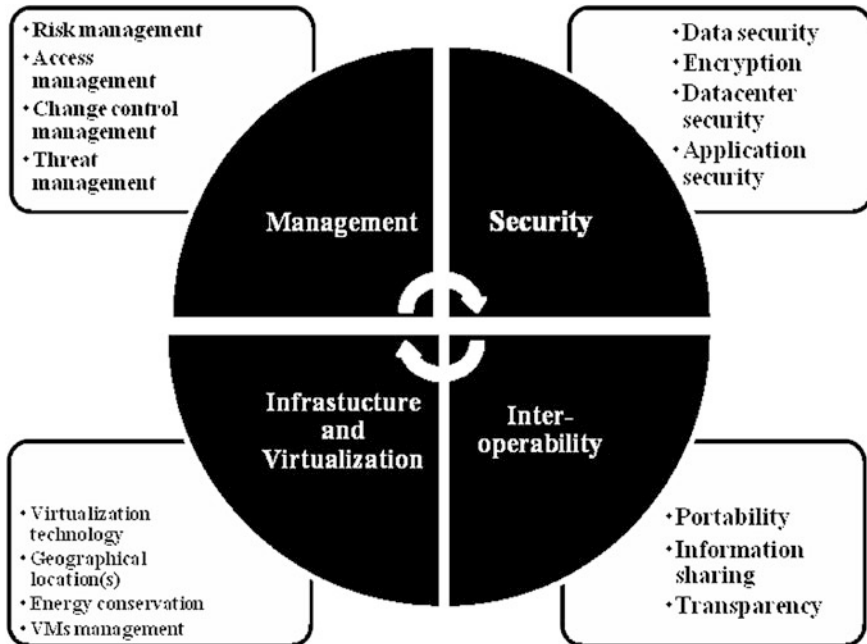 • Risk management
• Access
management
• Change control
management
• Threat
management
• Data security
• Encryption
• Datacenter
security
• Application
security
Management
Security
Infrastucture
and
Virtualization
Inter-
operability
• Virtualization
technology
• Geographical
location(s)
• Energy conservation
• VMs management
• Portability
• Information
sharing
• Transparency